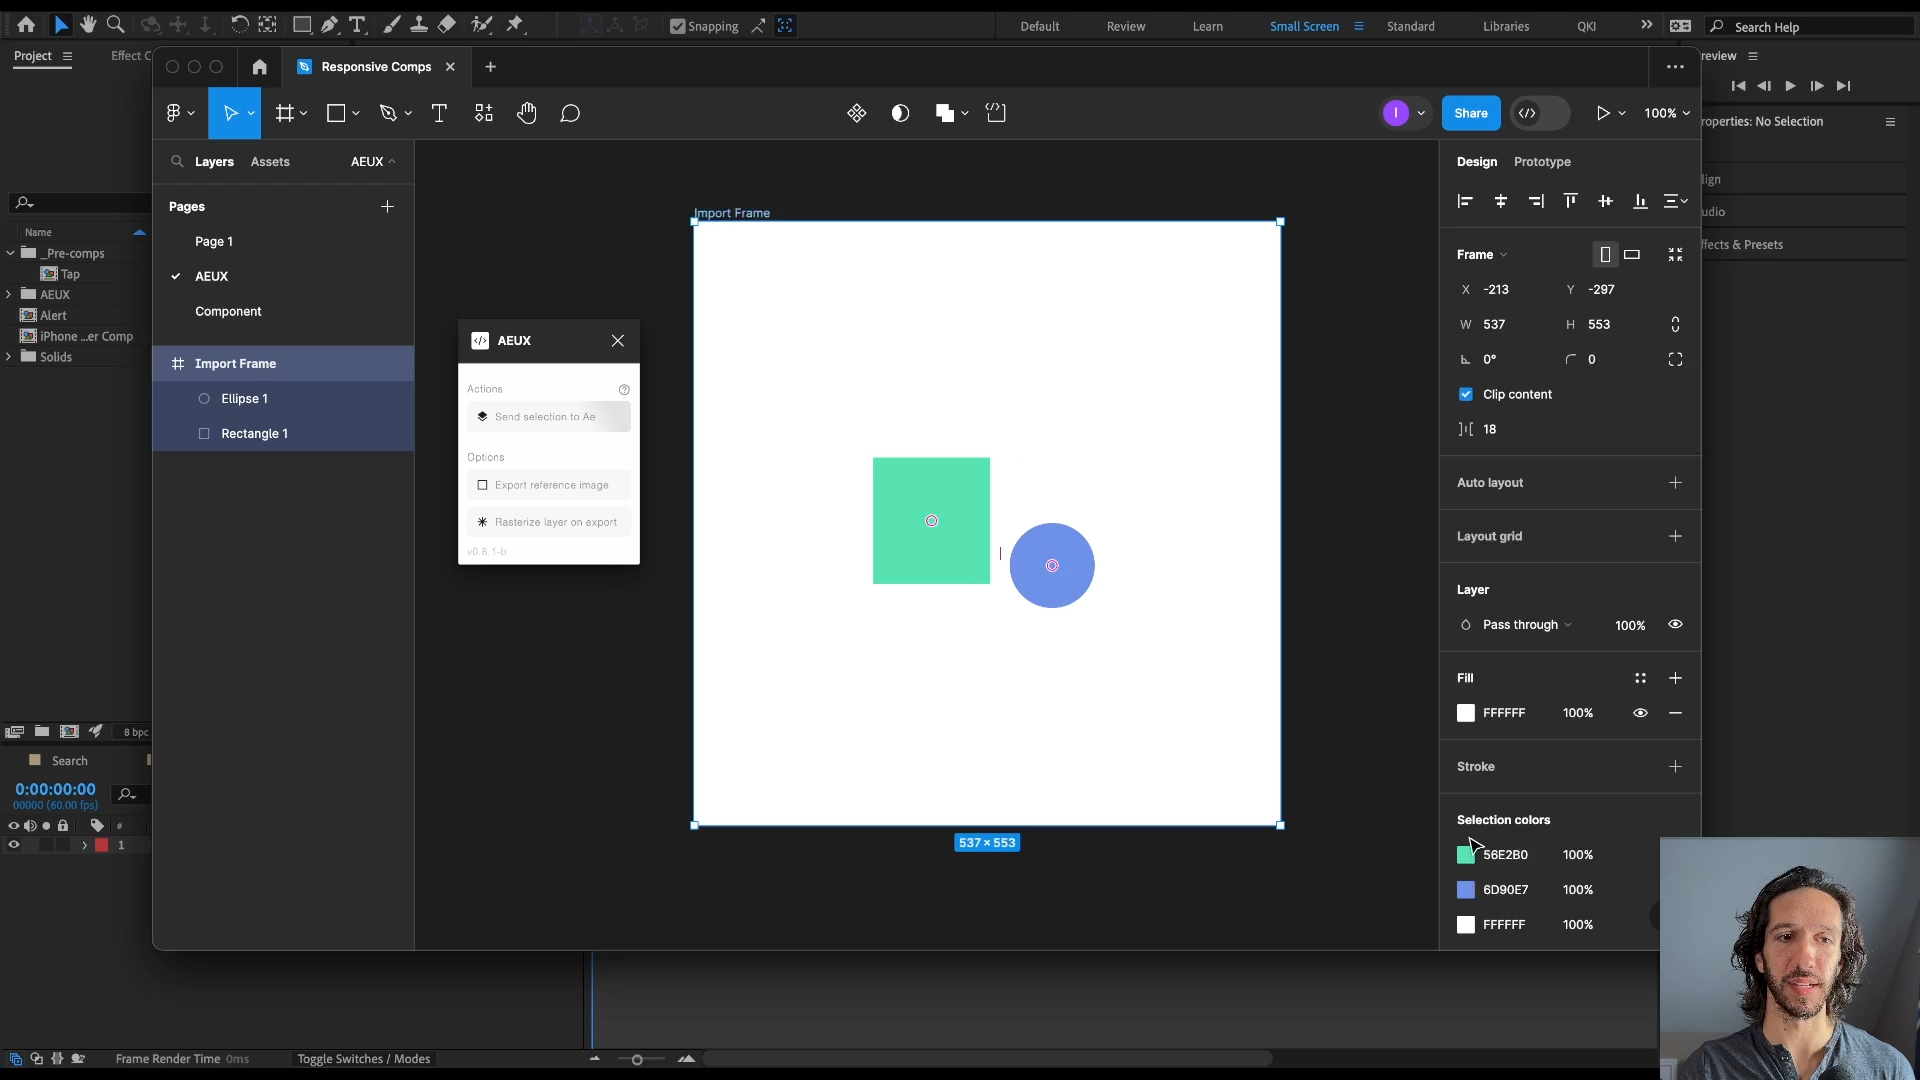 Snapping
Default
Review
Learn
Small Screen
Standard
Libraries
QKI
Search Help
Project
Effect C
Responsive Comps
review
Share
100%
Layers
Assets
AEUX
roperties: No Selection
Design
Prototype
lign
udio
ffects & Presets
Pages
Page 1
AEUX
Component
Import Frame
Ellipse 1
Rectangle 1
Name
_Pre-comps
Tap
AEUX
Alert
iPhone ...er Comp
Solids
8 bpc
Search
0:00:00:00
00000 (60.00 fps)
#
1
AEUX
Actions
Send selection to Ae
Options
Export reference image
Rasterize layer on export
v0.8.1-b
Import Frame
537 × 553
Frame
X -213
Y -297
W 537
H 553
0°
0
Clip content
18
Auto layout
Layout grid
Layer
Pass through
100%
Fill
FFFFFF
100%
Stroke
Selection colors
56E2B0
100%
6D90E7
100%
FFFFFF
100%
Frame Render Time 0ms
Toggle Switches / Modes